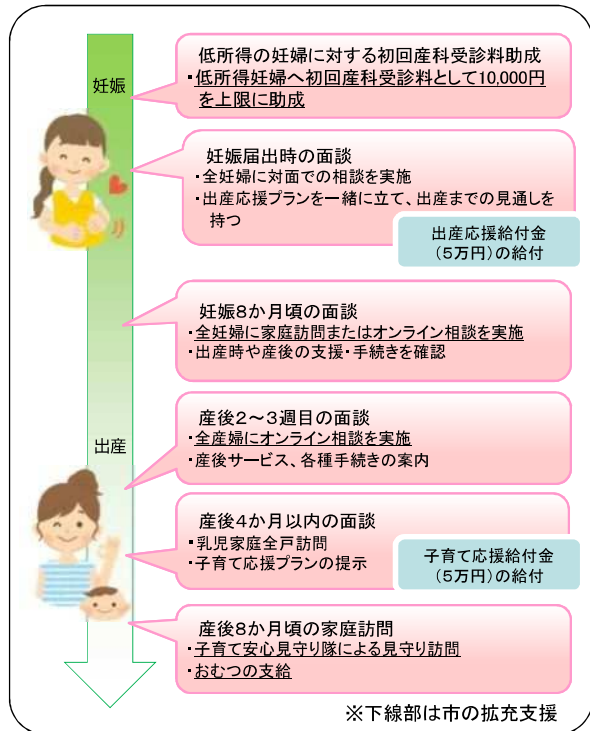 妊娠
低所得の妊婦に対する初回産科受診料助成
・低所得妊婦へ初回産科受診料として10,000円
を上限に助成
妊娠届出時の面談
・全妊婦に対面での相談を実施
・出産応援プランを一緒に立て、出産までの見通しを
持つ
出産応援給付金
（5万円）の給付
妊娠8か月頃の面談
・全妊婦に家庭訪問またはオンライン相談を実施
・出産時や産後の支援・手続きを確認
出産
産後2～3週目の面談
・全産婦にオンライン相談を実施
・産後サービス、各種手続きの案内
産後4か月以内の面談
・乳児家庭全戸訪問
・子育て応援プランの提示
子育て応援給付金
（5万円）の給付
産後8か月頃の家庭訪問
・子育て安心見守り隊による見守り訪問
・おむつの支給
※下線部は市の拡充支援